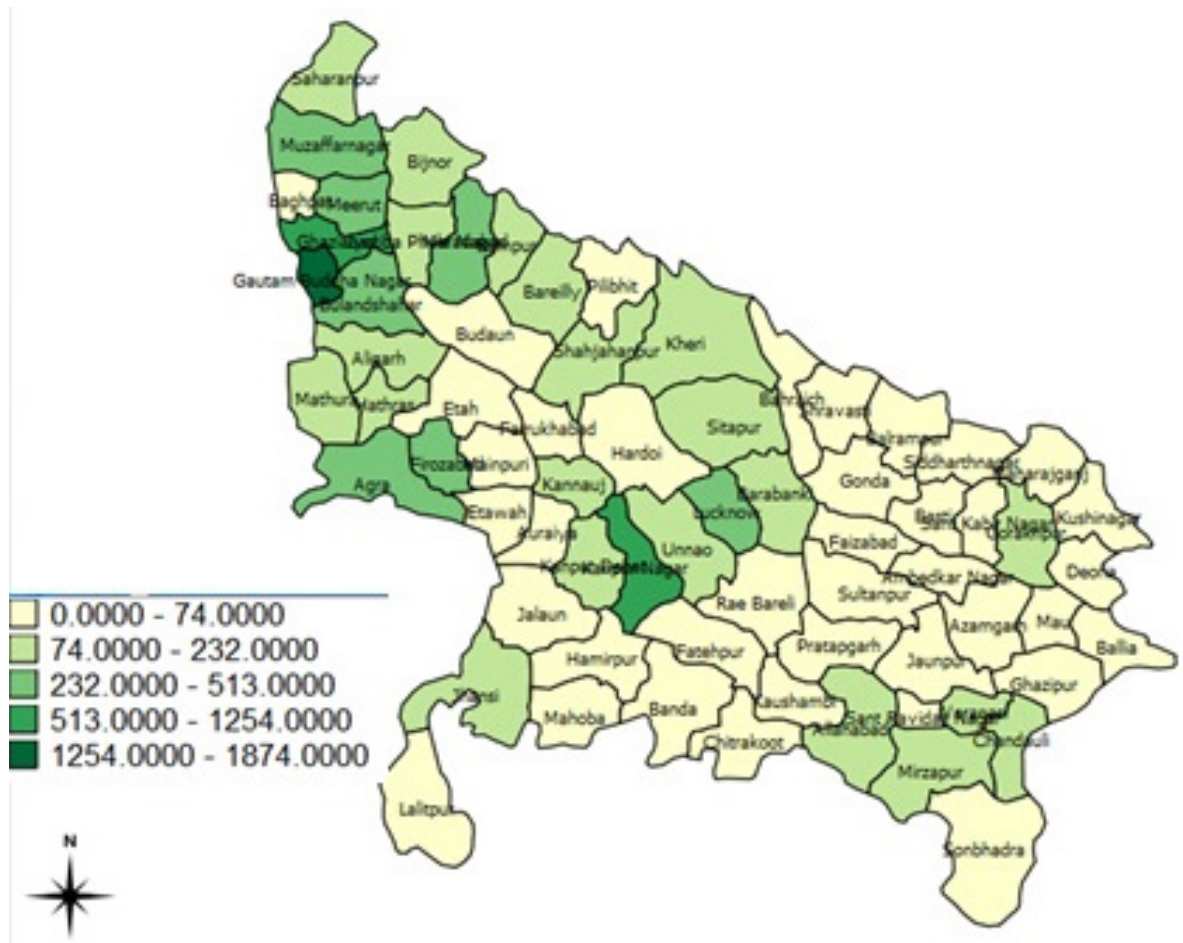 Saharanpur
Muzaffarnagar
Bijnor
Baghpat
Meerut
Pilibhit
Gautam Buddha Nagar
Bulandshahar
Bareilly
Budaun
Shahjahanpur
Kheri
Aligarh
Mathura
Hathras
Etah
Bahraich
Shravasti
Farrukhabad
Sitapur
Balrampur
Hardoi
Firozabad
Mainpuri
Siddharthnagar
Maharajganj
Agra
Kannauj
Gonda
Barabanki
Etawah
Lucknow
Basti
Sant Kabir Nagar
Kushinagar
Auraiya
Gorakhpur
Unnao
Faizabad
Kanpur Nagar
Deoria
Ambedkar Nagar
Sultanpur
Rae Bareli
0.0000 - 74.0000
Jalaun
Azamgarh
Mau
74.0000 - 232.0000
Fatehpur
Pratapgarh
Ballia
Hamirpur
Jaunpur
232.0000 - 513.0000
Ghazipur
Jhansi
Kaushambi
Banda
513.0000 - 1254.0000
Mahoba
Sant Ravidas Nagar
Varanasi
Allahabad
Chitrakoot
Chandauli
1254.0000 - 1874.0000
Mirzapur
Lalitpur
N
Sonbhadra